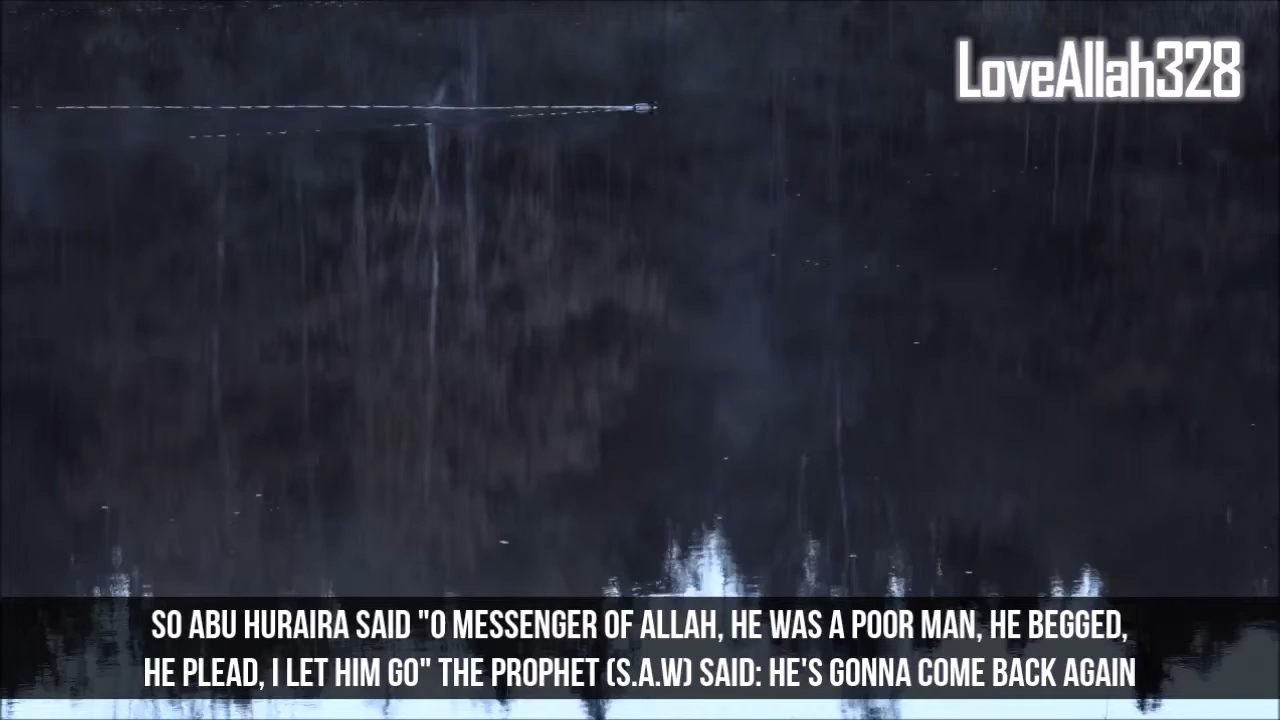 LoveAllah328
SO ABU HURAIRA SAID "O MESSENGER OF ALLAH, HE WAS A POOR MAN, HE BEGGED,
HE PLEAD, I LET HIM GO" THE PROPHET (S.A.W) SAID: HE'S GONNA COME BACK AGAIN